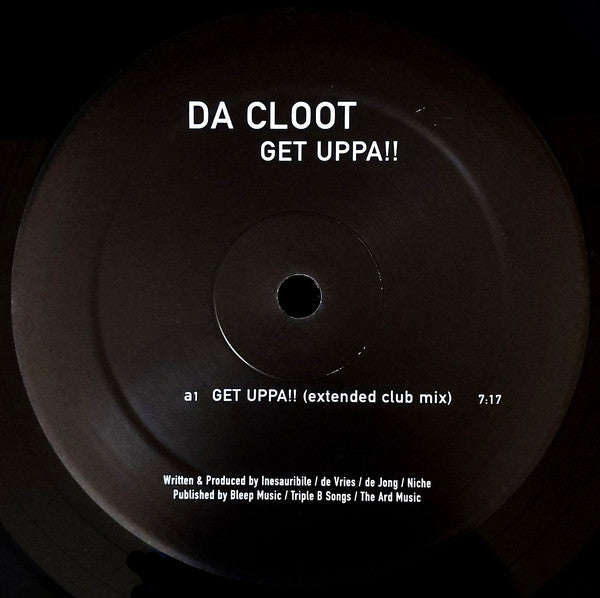 DA CLOOT
GET UPPA!!
a1 GET UPPA!! (extended club mix) 7:17
Written & Produced by Inesauribile / de Vries / de Jong / Niche
Published by Bleep Music / Triple B Songs / The Ard Music